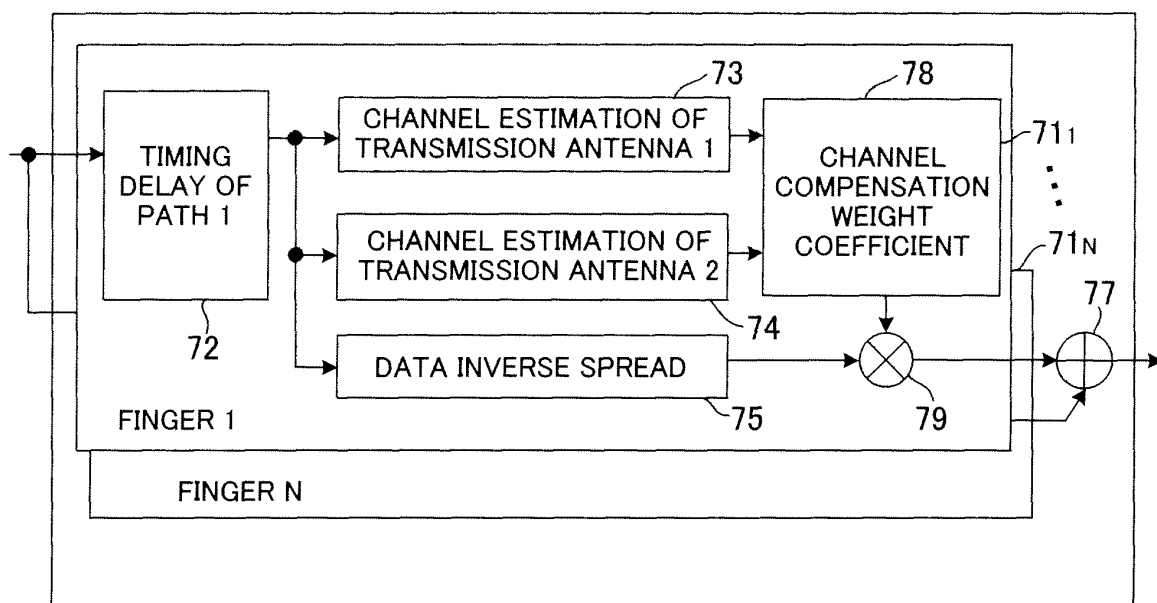 73
78
CHANNEL ESTIMATION OF
TRANSMISSION ANTENNA 1
TIMING
DELAY OF
PATH 1
CHANNEL
COMPENSATION
WEIGHT
COEFFICIENT
71₁
CHANNEL ESTIMATION OF
TRANSMISSION ANTENNA 2
71N
77
72
74
DATA INVERSE SPREAD
75
79
FINGER 1
FINGER N